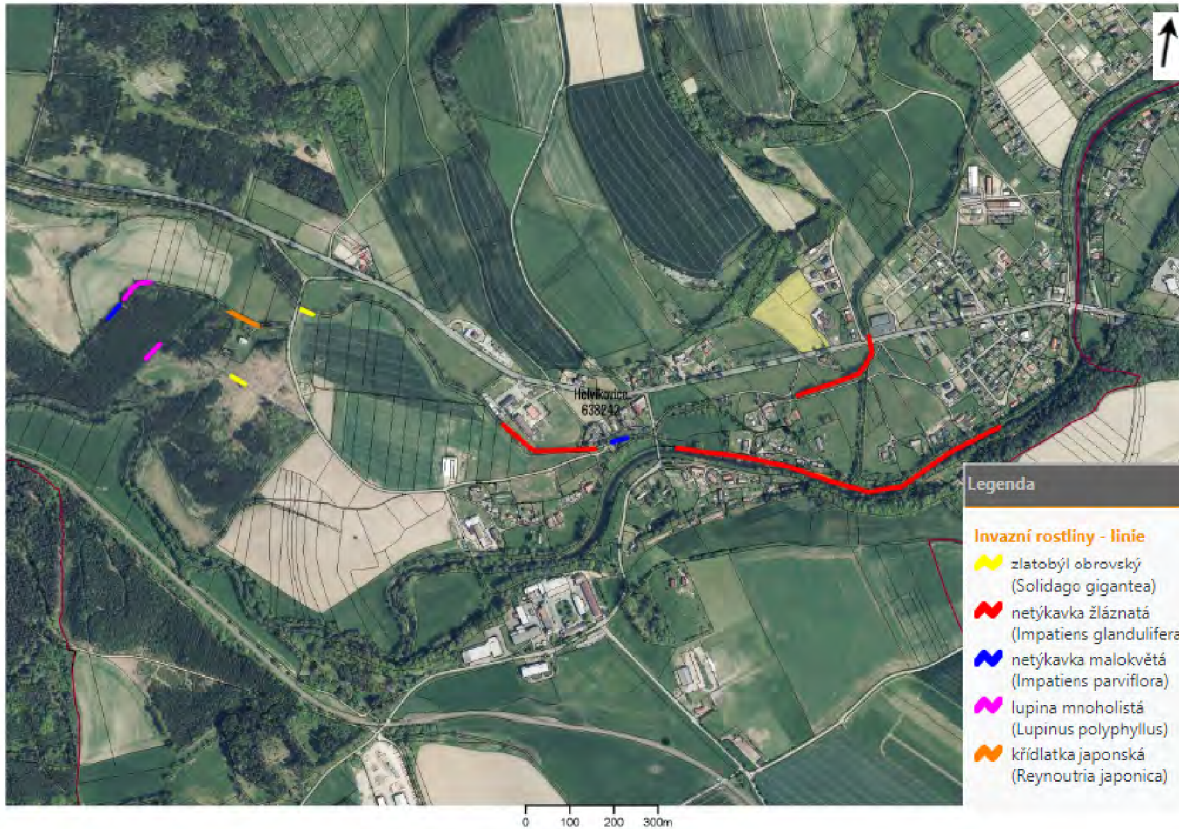 Helvíkovice
638242
Legenda
Invazní rostliny - linie
zlatobýl obrovský
(Solidago gigantea)
netýkavka žláznatá
(Impatiens glandulifera
netýkavka malokvětá
(Impatiens parviflora)
lupina mnoholistá
(Lupinus polyphyllus)
křídlatka japonská
(Reynoutria japonica)
0 100 200 300m